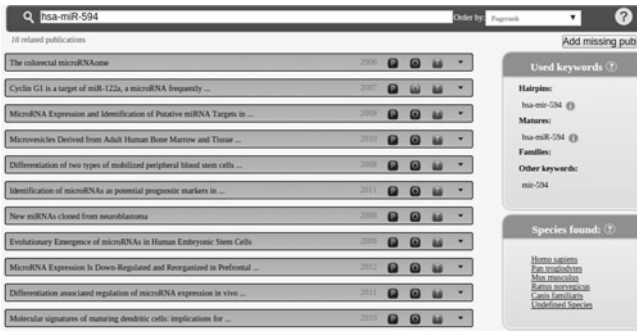 hsa-miR-594
Order by: Pagerank
?
16 related publications
Add missing pub
The colorectal microRNAome 2006 P
Cyclin G1 is a target of miR-122a, a microRNA frequently ... 2007 P
MicroRNA Expression and Identification of Putative miRNA Targets in ... 2008 P
Microvesicles Derived from Adult Human Bone Marrow and Tissue ... 2010 P
Differentiation of two types of mobilized peripheral blood stem cells ... 2009 P
Identification of microRNAs as potential prognostic markers in ... 2011 P
New miRNAs cloned from neuroblastoma 2008 P
Evolutionary Emergence of microRNAs in Human Embryonic Stem Cells 2008 P
MicroRNA Expression Is Down-Regulated and Reorganized in Prefrontal ... 2012 P
Differentiation associated regulation of microRNA expression in vivo ... 2011 P
Molecular signatures of maturing dendritic cells: implications for ... 2010 P
Used keywords ?
Hairpins:
hsa-mir-594 i
Matures:
hsa-miR-594 i
Families:
Other keywords:
mir-594
Species found: ?
Homo sapiens
Pan troglodytes
Mus musculus
Rattus norvegicus
Canis familiaris
Undefined Species